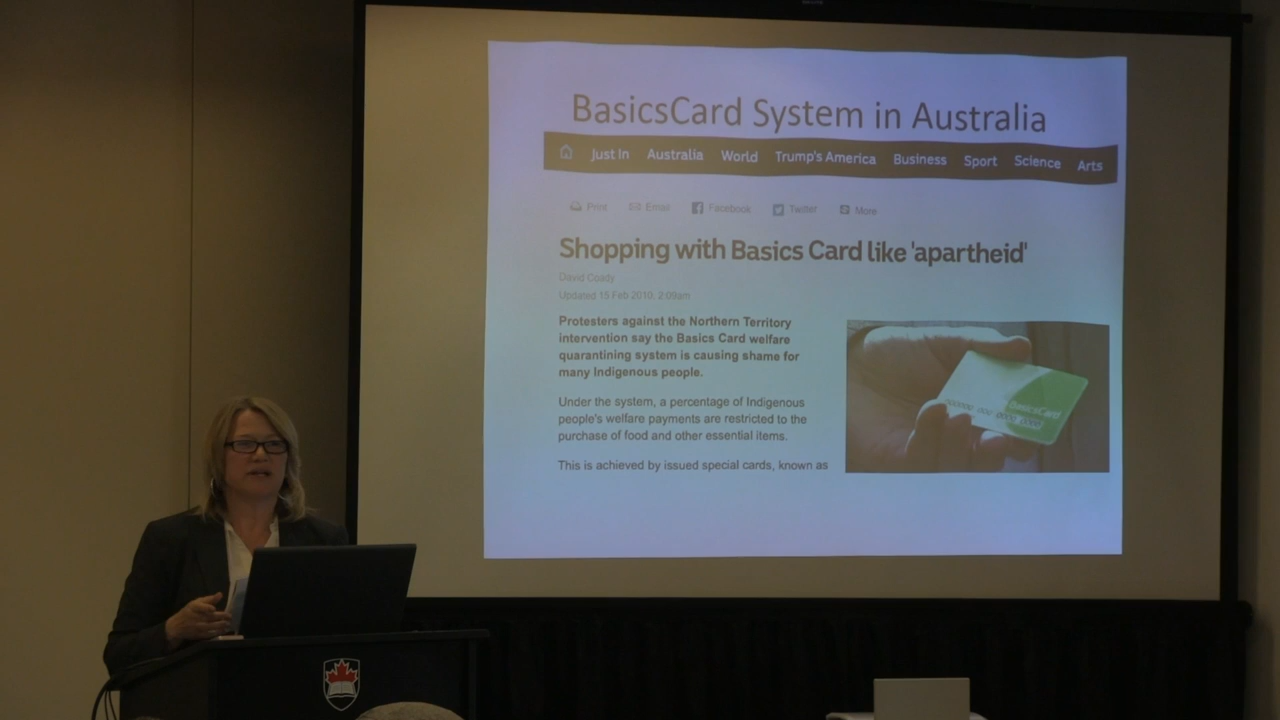 BasicsCard System in Australia
Just In Australia World Trump's America Business Sport Science Arts
Print Email Facebook Twitter More
Shopping with Basics Card like 'apartheid'
David Coady
Updated 15 Feb 2010, 2:09am
Protesters against the Northern Territory
intervention say the Basics Card welfare
quarantining system is causing shame for
many Indigenous people.
Under the system, a percentage of Indigenous
people's welfare payments are restricted to the
purchase of food and other essential items.
This is achieved by issued special cards, known as
BasicsCard